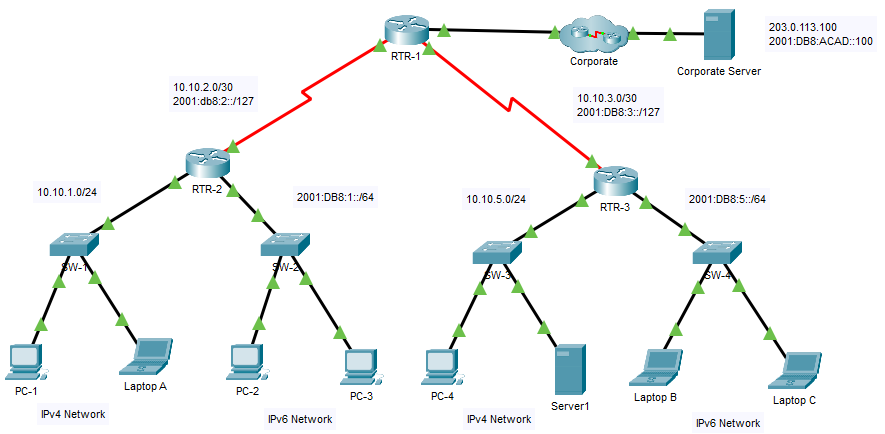 203.0.113.100
2001:DB8:ACAD::100
RTR-1
Corporate
Corporate Server
10.10.2.0/30
2001:db8:2::/127
10.10.3.0/30
2001:DB8:3::/127
RTR-2
RTR-3
10.10.1.0/24
2001:DB8:1::/64
10.10.5.0/24
2001:DB8:5::/64
SW-1
SW-2
SW-3
SW-4
PC-1
Laptop A
PC-2
PC-3
PC-4
Server1
Laptop B
Laptop C
IPv4 Network
IPv6 Network
IPv4 Network
IPv6 Network